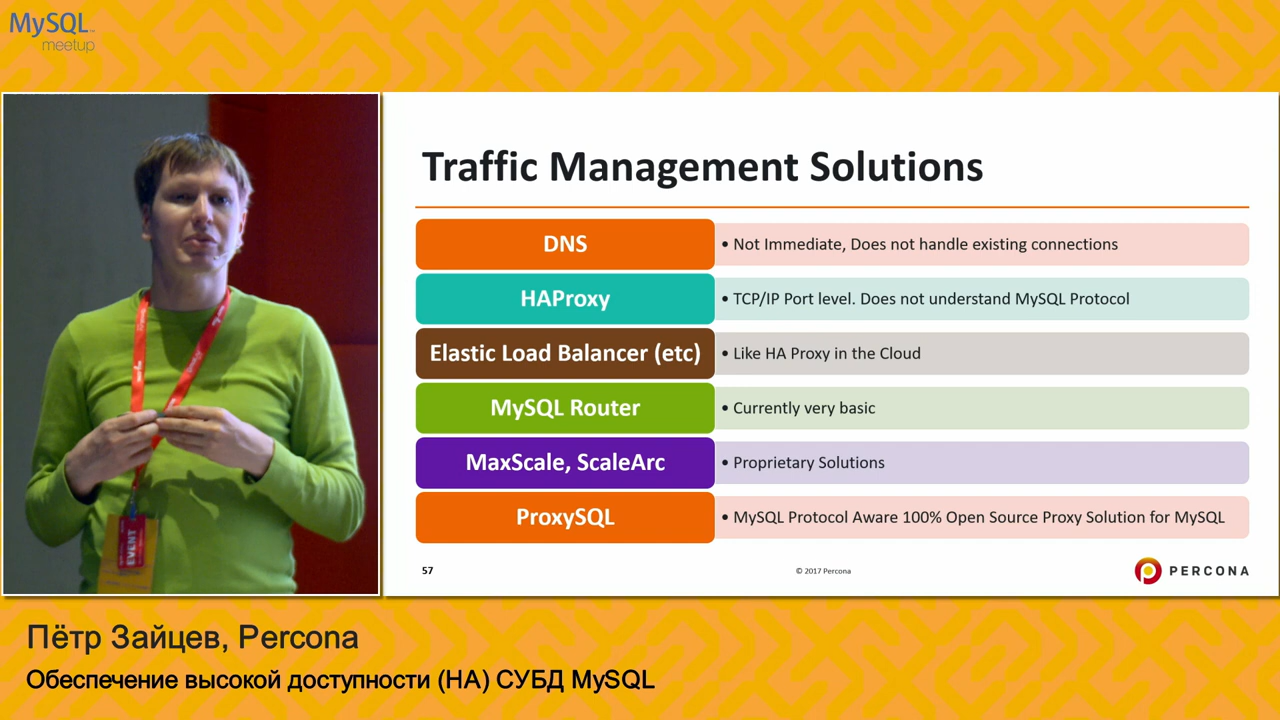 MySQL
meetup
Traffic Management Solutions
DNS
• Not Immediate, Does not handle existing connections
HAProxy
• TCP/IP Port level. Does not understand MySQL Protocol
Elastic Load Balancer (etc)
• Like HA Proxy in the Cloud
MySQL Router
• Currently very basic
MaxScale, ScaleArc
• Proprietary Solutions
ProxySQL
• MySQL Protocol Aware 100% Open Source Proxy Solution for MySQL
57
© 2017 Percona
PERCONA
EVENT
Пётр Зайцев, Percona
Обеспечение высокой доступности (HA) СУБД MySQL